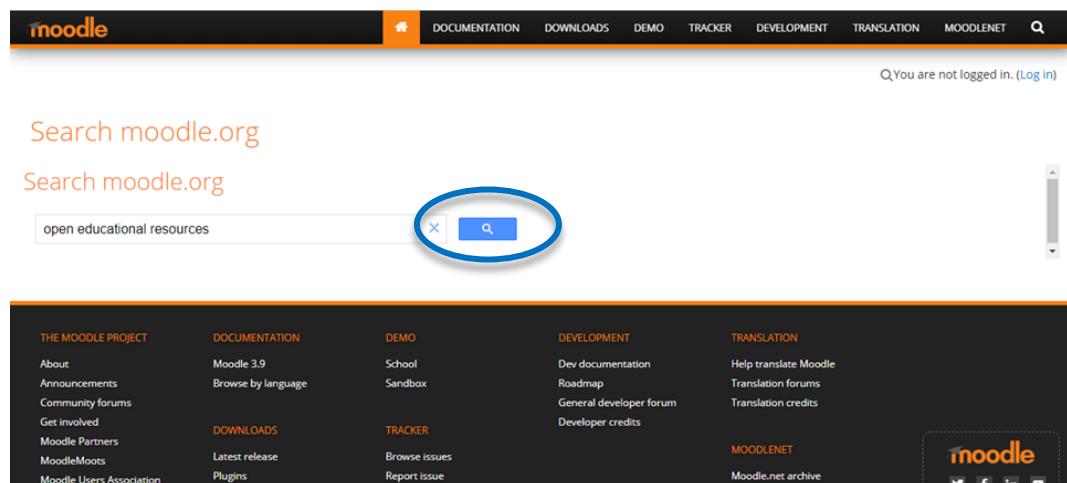 moodle
DOCUMENTATION DOWNLOADS DEMO TRACKER DEVELOPMENT TRANSLATION MOODLENET
You are not logged in. (Log in)
Search moodle.org
Search moodle.org
open educational resources
THE MOODLE PROJECT
About
Announcements
Community forums
Get involved
Moodle Partners
MoodleMoots
Moodle Users Association
DOCUMENTATION
Moodle 3.9
Browse by language
DOWNLOADS
Latest release
Plugins
DEMO
School
Sandbox
TRACKER
Browse issues
Report issue
DEVELOPMENT
Dev documentation
Roadmap
General developer forum
Developer credits
TRANSLATION
Help translate Moodle
Translation forums
Translation credits
MOODLENET
Moodle.net archive
moodle